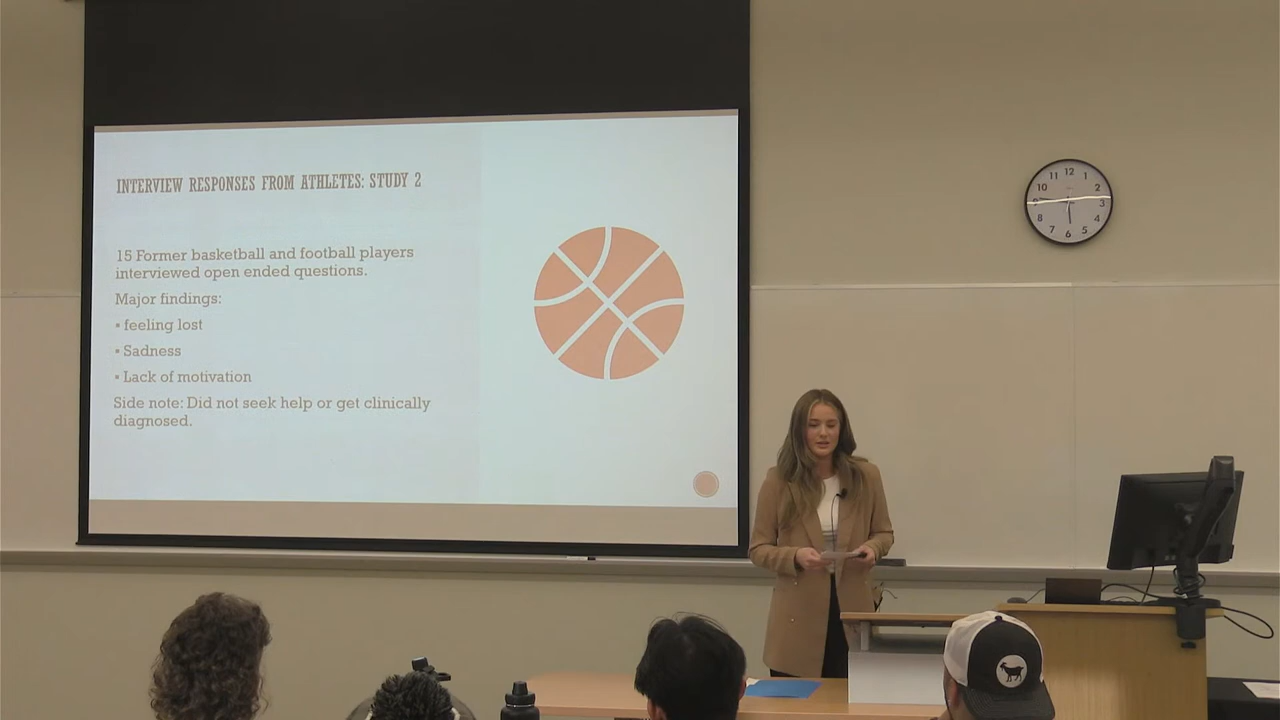 INTERVIEW RESPONSES FROM ATHLETES: STUDY 2
15 Former basketball and football players
interviewed open ended questions.
Major findings:
▪ feeling lost
▪ Sadness
▪ Lack of motivation
Side note: Did not seek help or get clinically
diagnosed.
12
11 1
10 2
9 3
8 4
7 5
6